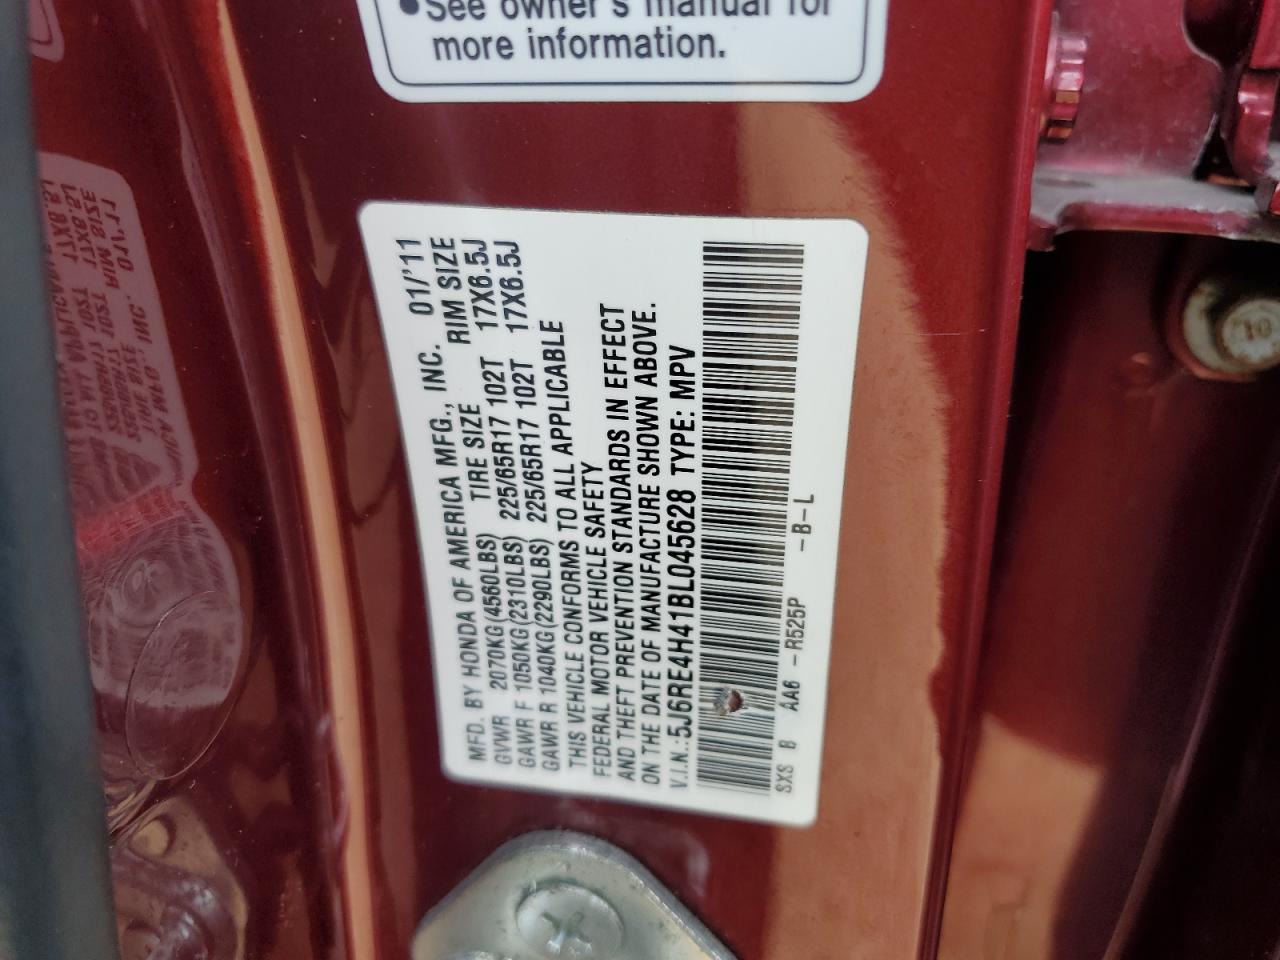 •See owner's manual for
more information.
MFD. BY HONDA OF AMERICA MFG., INC. 01/'11
GVWR 2070KG(4560LBS) TIRE SIZE RIM SIZE
GAWR F 1050KG(2310LBS) 225/65R17 102T 17X6.5J
GAWR R 1040KG(2290LBS) 225/65R17 102T 17X6.5J
THIS VEHICLE CONFORMS TO ALL APPLICABLE
FEDERAL MOTOR VEHICLE SAFETY
AND THEFT PREVENTION STANDARDS IN EFFECT
ON THE DATE OF MANUFACTURE SHOWN ABOVE.
V.I.N.:5J6RE4H41BL045628 TYPE: MPV
SXS B AA6 -R525P -B-L